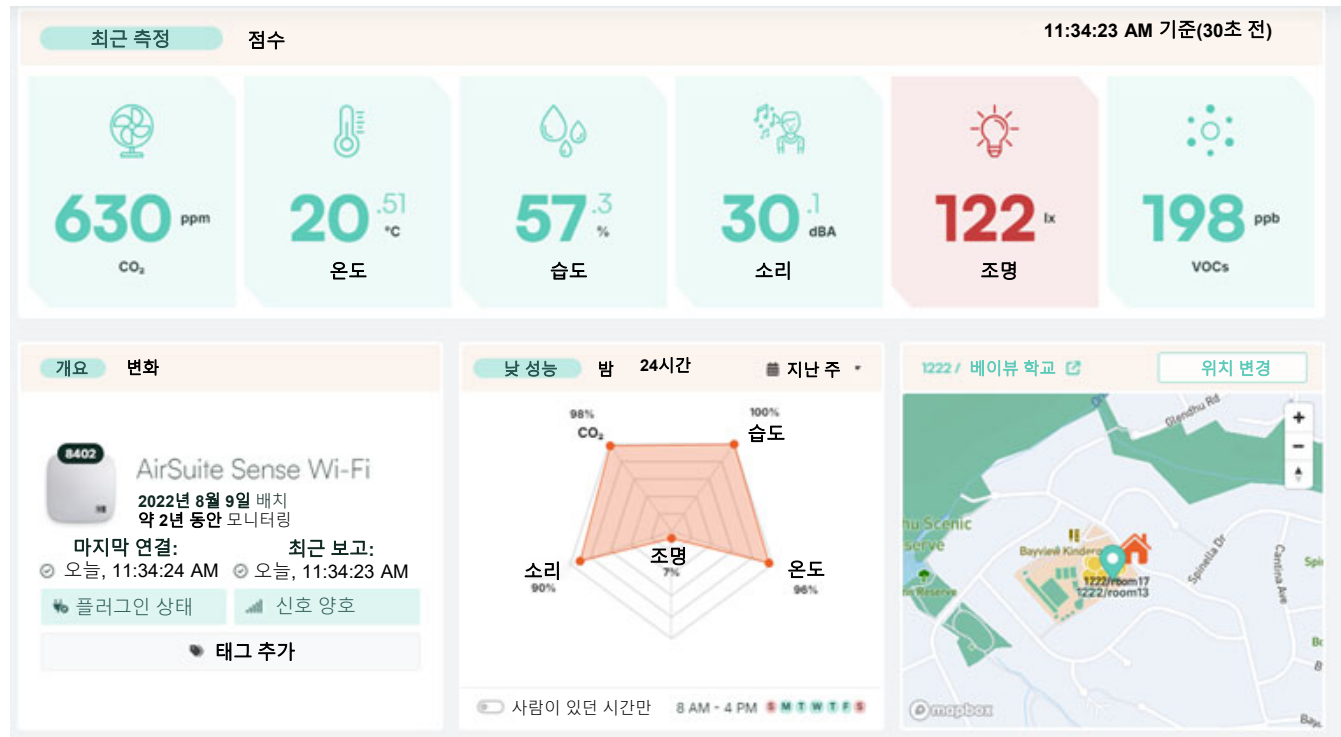 최근 측정 점수 11:34:23 AM 기준(30초 전)
630 ppm
CO₂
20.51 °C
온도
57.3 %
습도
30.1 dBA
소리
122 lx
조명
198 ppb
VOCs
개요 변화
8402
AirSuite Sense Wi-Fi
2022년 8월 9일 배치
약 2년 동안 모니터링
마지막 연결: 최근 보고:
오늘, 11:34:24 AM 오늘, 11:34:23 AM
플러그인 상태 신호 양호
태그 추가
낮 성능 밤 24시간 지난 주
98%
CO₂
100%
습도
소리
90%
조명
7%
온도
96%
사람이 있던 시간만 8 AM - 4 PM S M T W T F S
1222 / 베이뷰 학교 위치 변경
Glendhu Rd
+
−
Scenic
Bayview Kinder
Spinella Dr
Cantina Ave
1222/room17
1222/room13
Reserve
mapbox